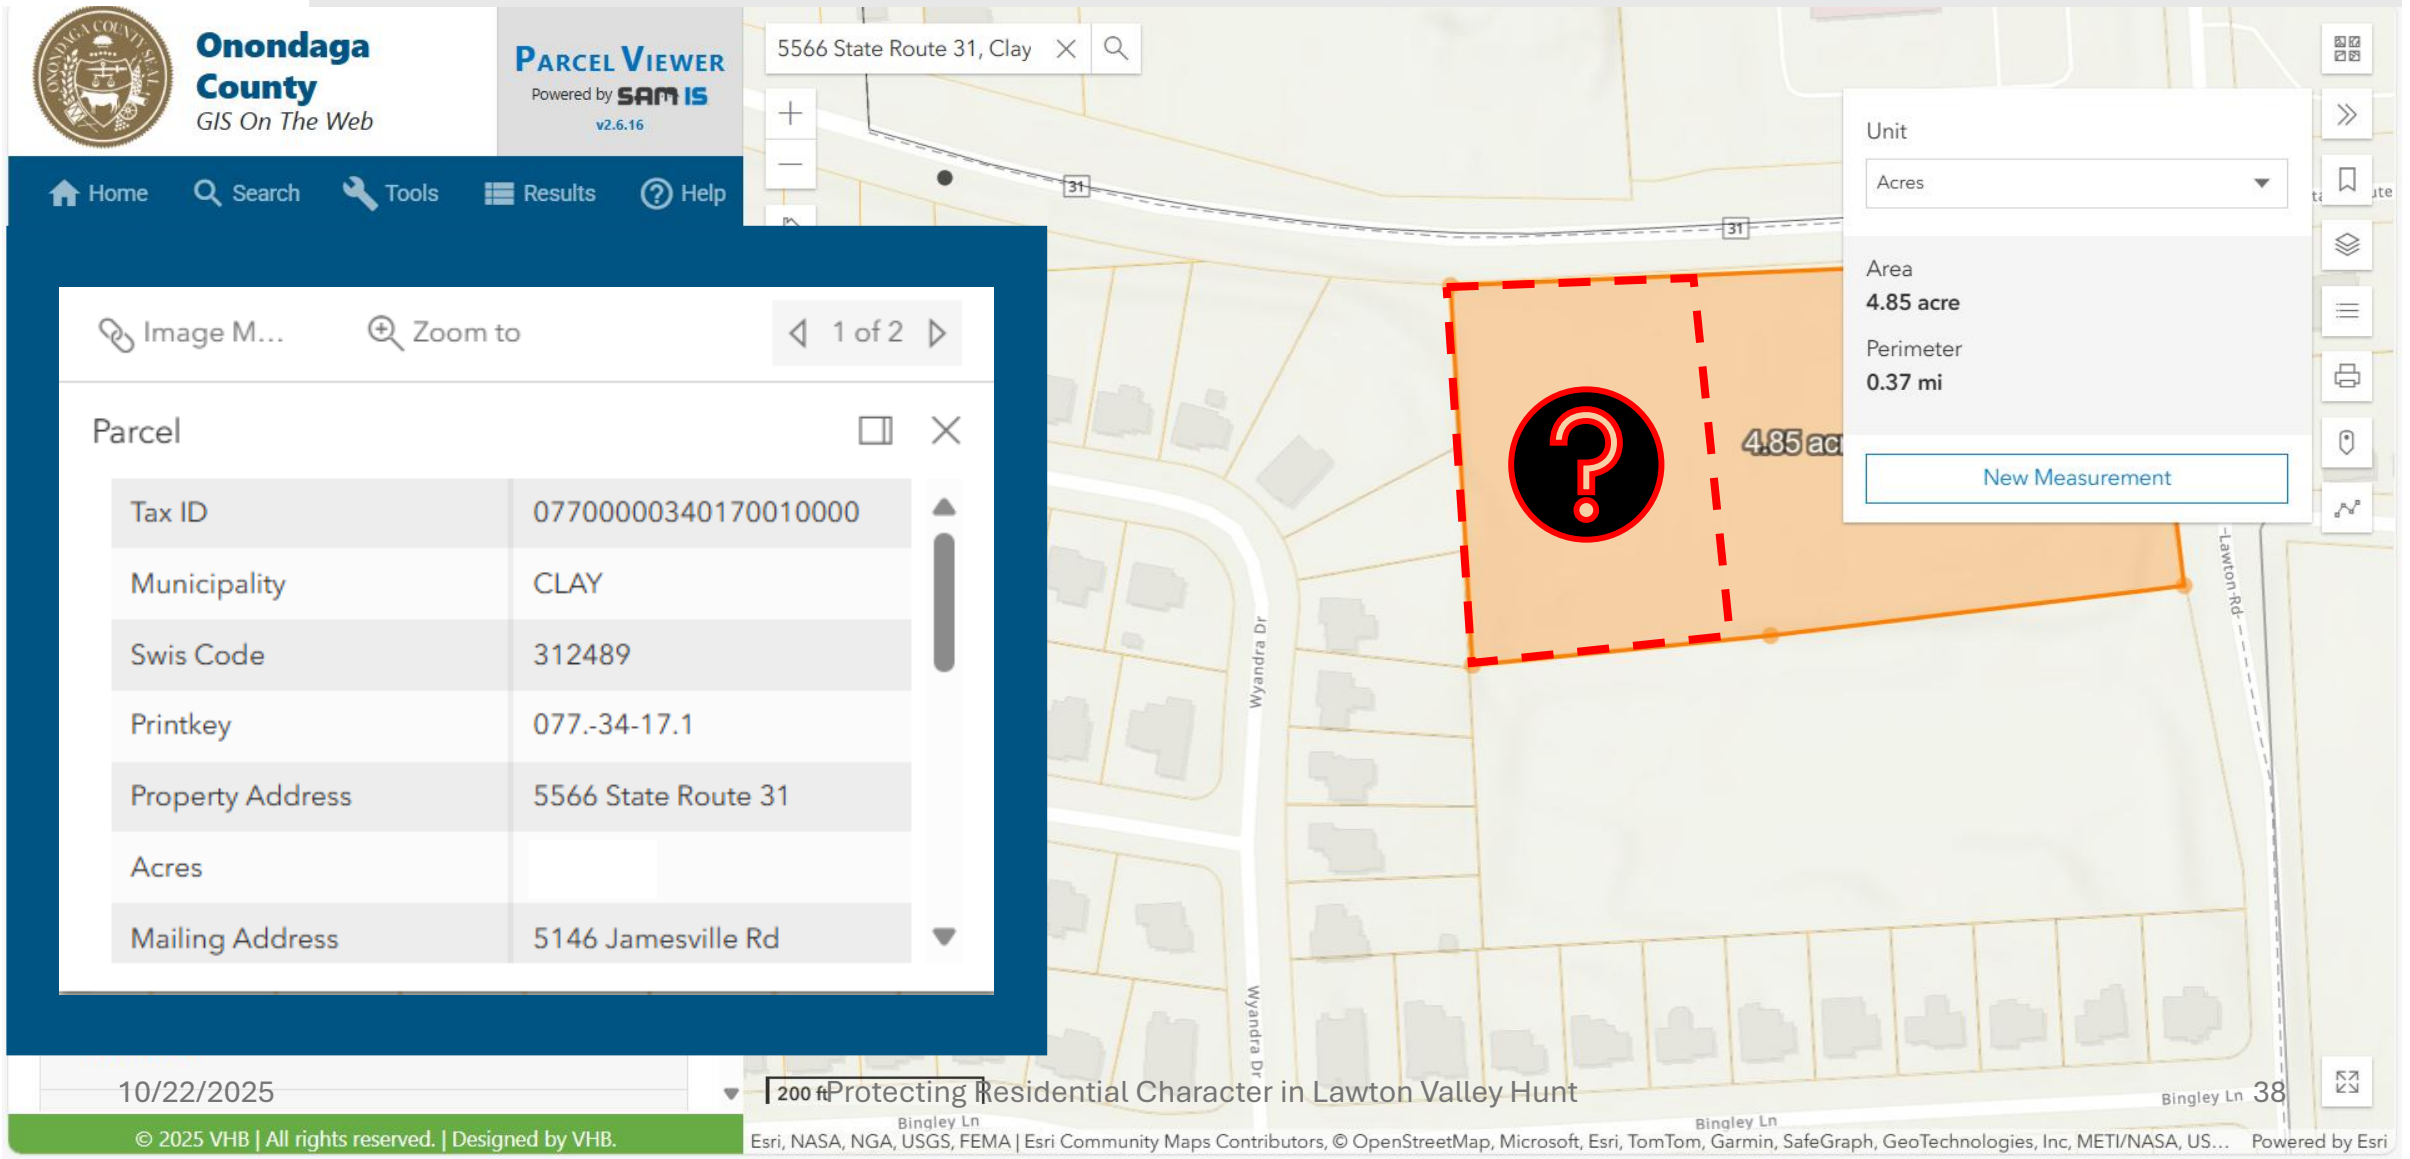 Onondaga
County
GIS On The Web
PARCEL VIEWER
Powered by SAMIS
v2.6.16
Home
Search
Tools
Results
Help
5566 State Route 31, Clay
31
31
Unit
Acres
Area
4.85 acre
Perimeter
0.37 mi
New Measurement
Image M...
Zoom to
1 of 2
Parcel
Tax ID 07700000340170010000
Municipality CLAY
Swis Code 312489
Printkey 077.-34-17.1
Property Address 5566 State Route 31
Acres
Mailing Address 5146 Jamesville Rd
?
4.85 ac
Lawton Rd
Wyandra Dr
Wyandra Dr
10/22/2025
200 ft
Protecting Residential Character in Lawton Valley Hunt
Bingley Ln
38
Bingley Ln
Bingley Ln
© 2025 VHB | All rights reserved. | Designed by VHB.
Esri, NASA, NGA, USGS, FEMA | Esri Community Maps Contributors, © OpenStreetMap, Microsoft, Esri, TomTom, Garmin, SafeGraph, GeoTechnologies, Inc, METI/NASA, US...
Powered by Esri